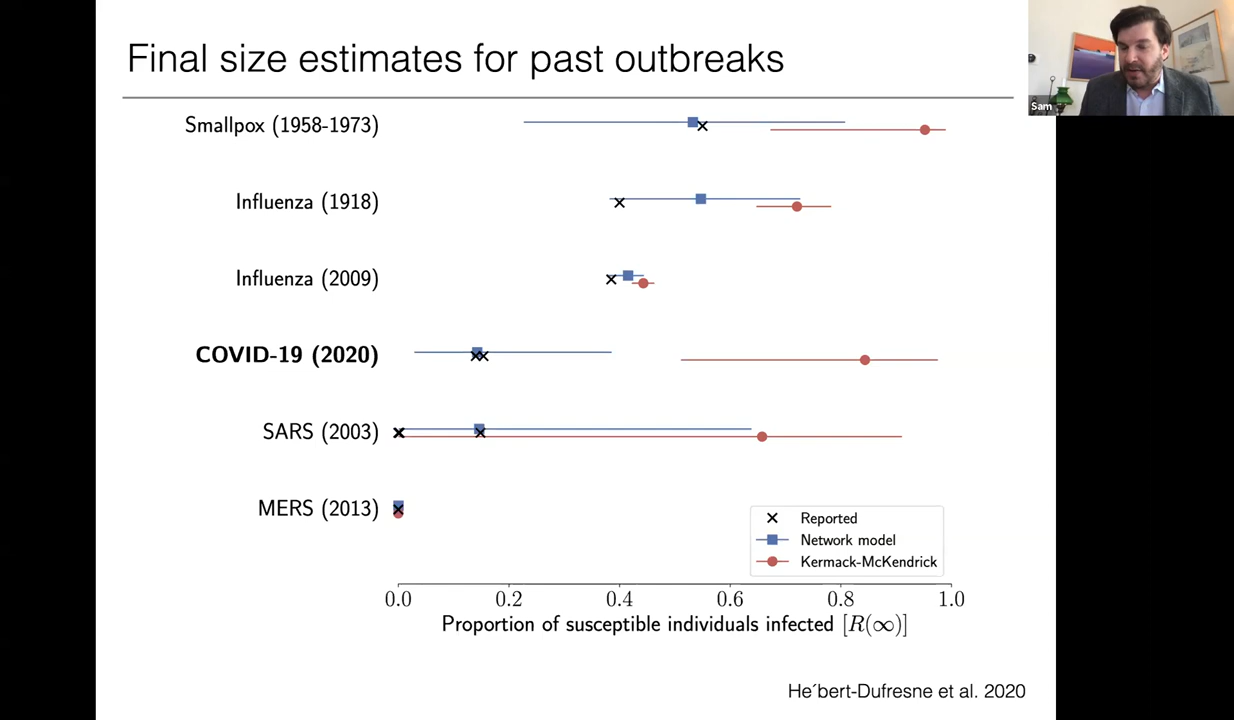 Final size estimates for past outbreaks
Sam
Smallpox (1958-1973)
Influenza (1918)
Influenza (2009)
COVID-19 (2020)
SARS (2003)
MERS (2013)
Reported
Network model
Kermack-McKendrick
0.0 0.2 0.4 0.6 0.8 1.0
Proportion of susceptible individuals infected [R(∞)]
He´bert-Dufresne et al. 2020